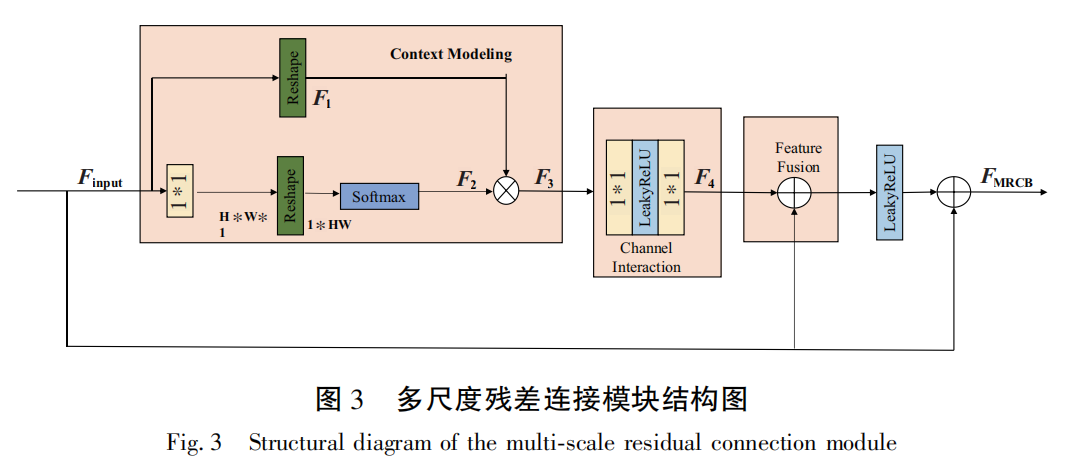 Context Modeling
Reshape
F1
Finput
1*1
H*W*
1
Reshape
1*HW
Softmax
F2
F3
1*1
LeakyReLU
1*1
Channel
Interaction
F4
Feature
Fusion
LeakyReLU
FMRCB
图 3 多尺度残差连接模块结构图
Fig. 3 Structural diagram of the multi-scale residual connection module